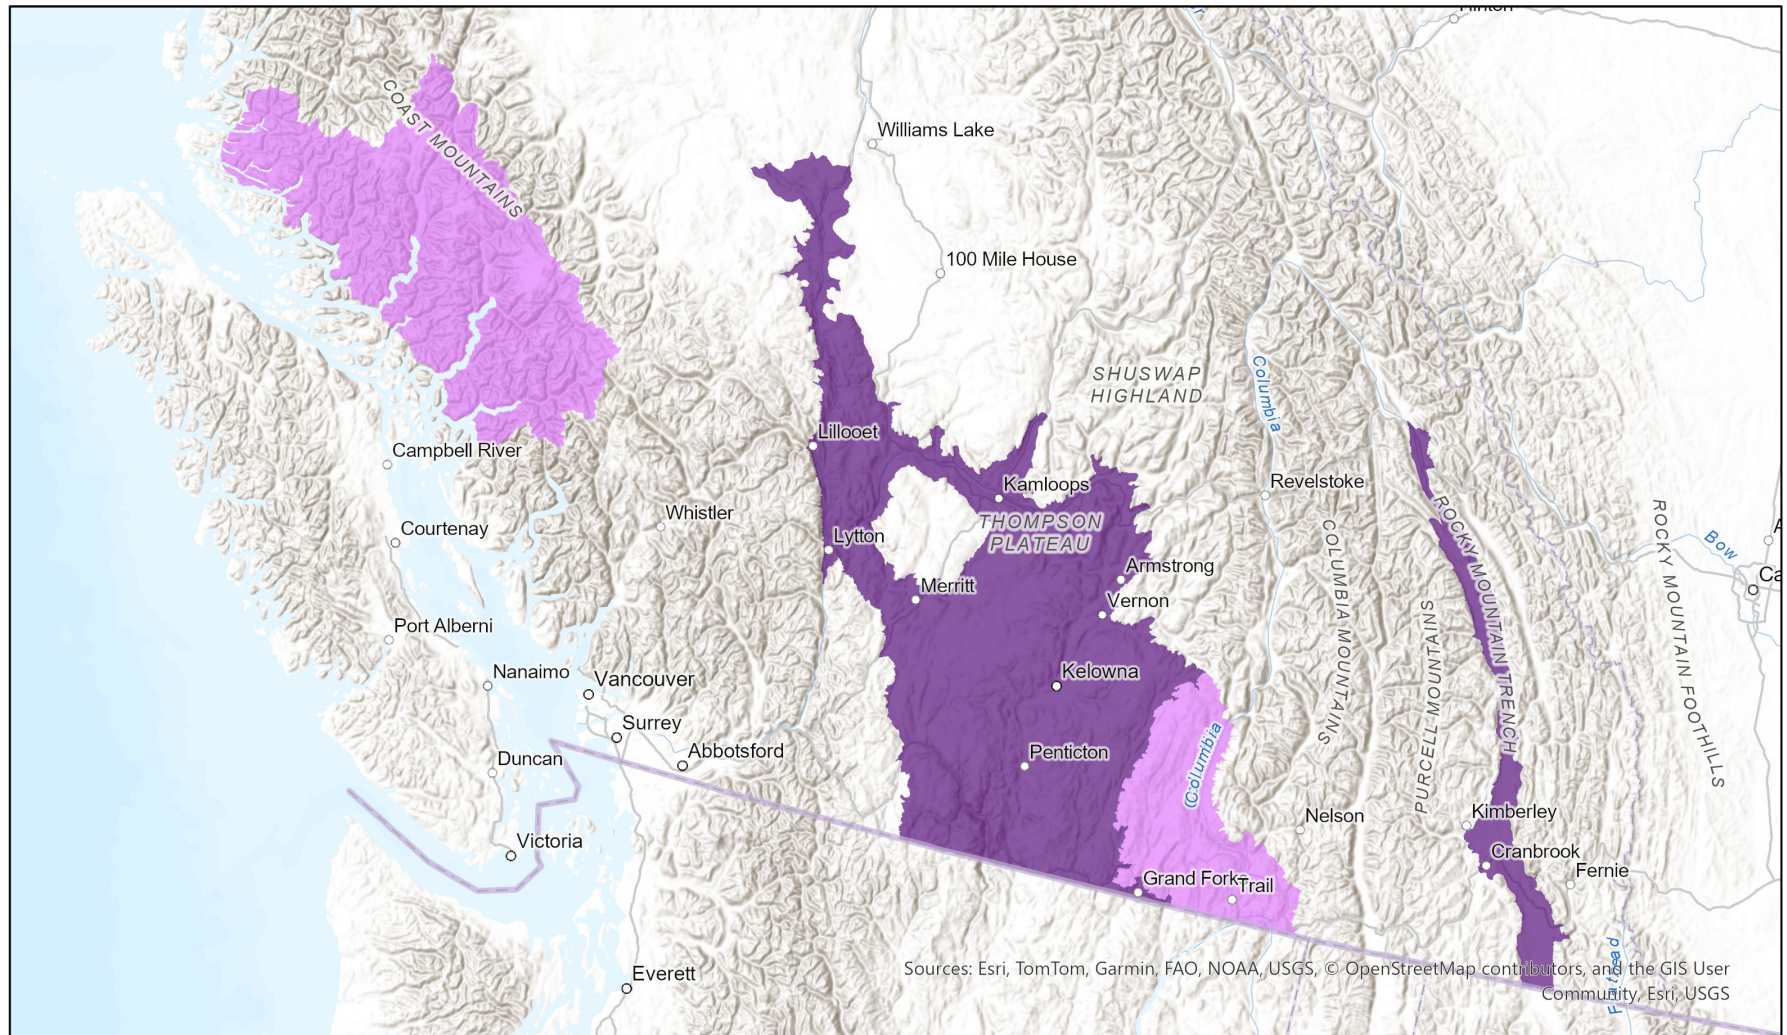 Hinton
COAST MOUNTAINS
Williams Lake
100 Mile House
SHUSWAP
HIGHLAND
Columbia
Lillooet
Campbell River
Kamloops
Revelstoke
ROCKY MOUNTAIN TRENCH
ROCKY MOUNTAIN FOOTHILLS
Whistler
THOMPSON
PLATEAU
COLUMBIA MOUNTAINS
Courtenay
Lytton
Bow
Armstrong
Merritt
Vernon
PURCELL MOUNTAINS
Port Alberni
Nanaimo
Vancouver
Kelowna
Surrey
Abbotsford
Penticton
(Columbia
Duncan
Victoria
Nelson
Kimberley
Cranbrook
Fernie
Grand Forks
Trail
Everett
Sources: Esri, TomTom, Garmin, FAO, NOAA, USGS, © OpenStreetMap contributors, and the GIS User
Community, Esri, USGS